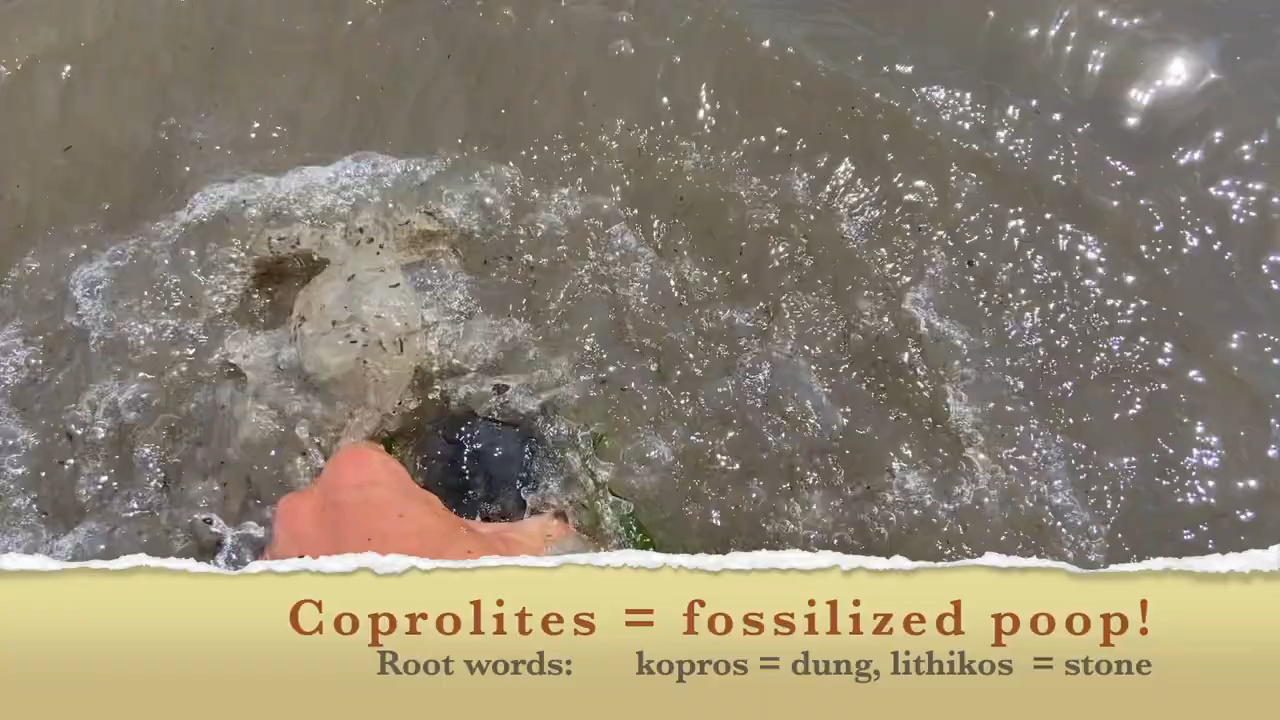 Coprolites = fossilized poop!
Root words: kopros = dung, lithikos = stone